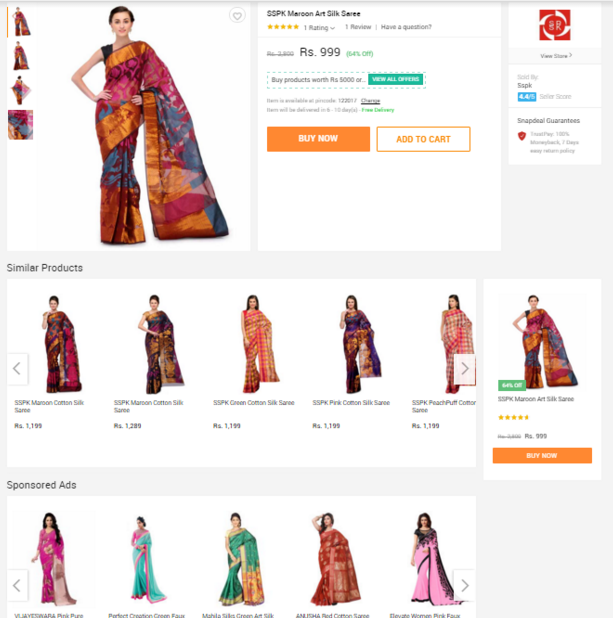 SSPK Maroon Art Silk Saree
1 Rating
1 Review | Have a question?
Rs. 2,800 Rs. 999 (64% Off)
Buy products worth Rs 5000 or.. VIEW ALL OFFERS
Item is available at pincode: Change
Item will be delivered in 6 - 10 day(s) - Free Delivery
BUY NOW
ADD TO CART
View Store
Sold By
Sspk
4.4/5 Seller Score
Snapdeal Guarantees
TrustPay: 100%
Moneyback, 7 Days
easy return policy
Similar Products
SSPK Maroon Cotton Silk
Saree
Rs. 1,199
SSPK Maroon Cotton Silk
Saree
Rs. 1,289
SSPK Green Cotton Silk Saree
Rs. 1,199
SSPK Pink Cotton Silk Saree
Rs. 1,199
SSPK PeachPuff Cotton
Saree
Rs. 1,199
64% Off
SSPK Maroon Art Silk Saree
Rs. 999
BUY NOW
Sponsored Ads
VIJAYESWARA Pink Pure
Perfect Creation Green Faux
Mahila Silks Green Art Silk
ANUSHA Red Cotton Saree
Elevate Women Pink Faux